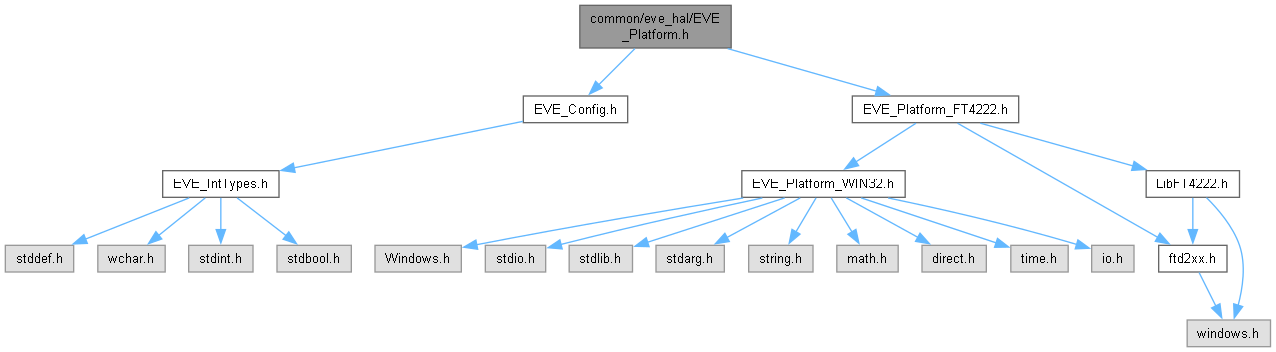 common/eve_hal/EVE
_Platform.h
EVE_Config.h
EVE_Platform_FT4222.h
EVE_IntTypes.h
EVE_Platform_WIN32.h
LibFT4222.h
stddef.h
wchar.h
stdint.h
stdbool.h
Windows.h
stdio.h
stdlib.h
stdarg.h
string.h
math.h
direct.h
time.h
io.h
ftd2xx.h
windows.h